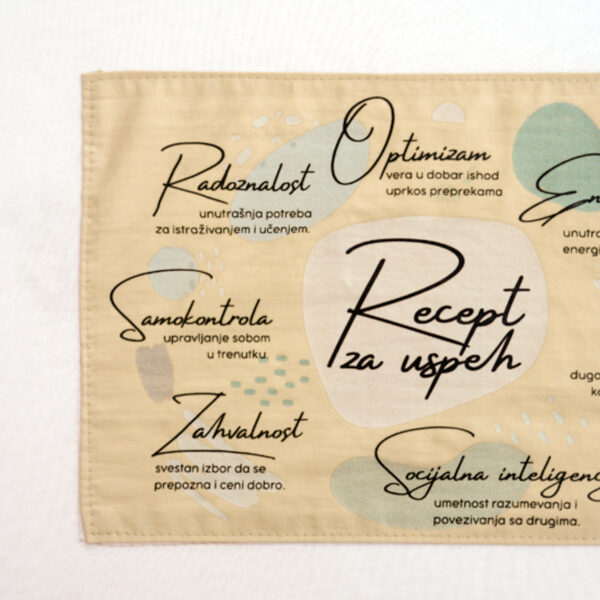 Optimizam
vera u dobar ishod
uprkos preprekama
Radoznalost
unutrašnja potreba
za istraživanjem i učenjem.
Samokontrola
upravljanje sobom
u trenutku.
Recept
za uspeh
Zahvalnost
svestan izbor da se
prepozna i ceni dobro.
Socijalna
umetnost razumevanja i
povezivanja sa drugima.